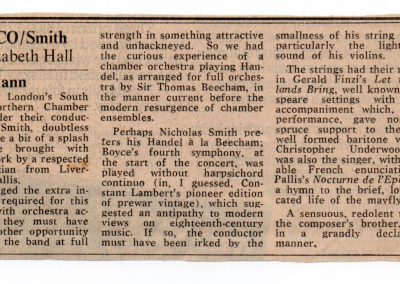 CO/Smith
abeth Hall
ann
London's South
orthern Chamber
der their conduc-
Smith, doubtless
e a bit of a splash
e brought with
rk by a respected
cian from Liver-
allis,
ged the extra in-
required for this
ith orchestra ac-
they must have
other opportunity
the band at full
strength in something attractive
and unhackneyed. So we had
the curious experience of a
chamber orchestra playing Han-
del, as arranged for full orches-
tra by Sir Thomas Beecham, in
the manner current before the
modern resurgence of chamber
ensembles.
Perhaps Nicholas Smith pre-
fers his Handel à la Beecham;
Boyce's fourth symphony, at
the start of the concert, was
played without harpsichord
continuo (in, I guessed, Con-
stant Lambert's pioneer edition
of prewar vintage), which sug-
gested an antipathy to modern
views on eighteenth-century
music. If so, the conductor
must have been irked by the
smallness of his string
particularly the light
sound of his violins.
The strings had their r
in Gerald Finzi's Let
lands Bring, well known
speare settings with
accompaniment which,
performance, gave no
spruce support to the
well formed baritone
Christopher Underwoo
was also the singer, with
able French enunciati
Pallis's Nocturne de l'Ep
a hymn to the brief, lo
cated life of the mayfly
A sensuous, redolent
the composer's brother,
in a grandly decla
manner.